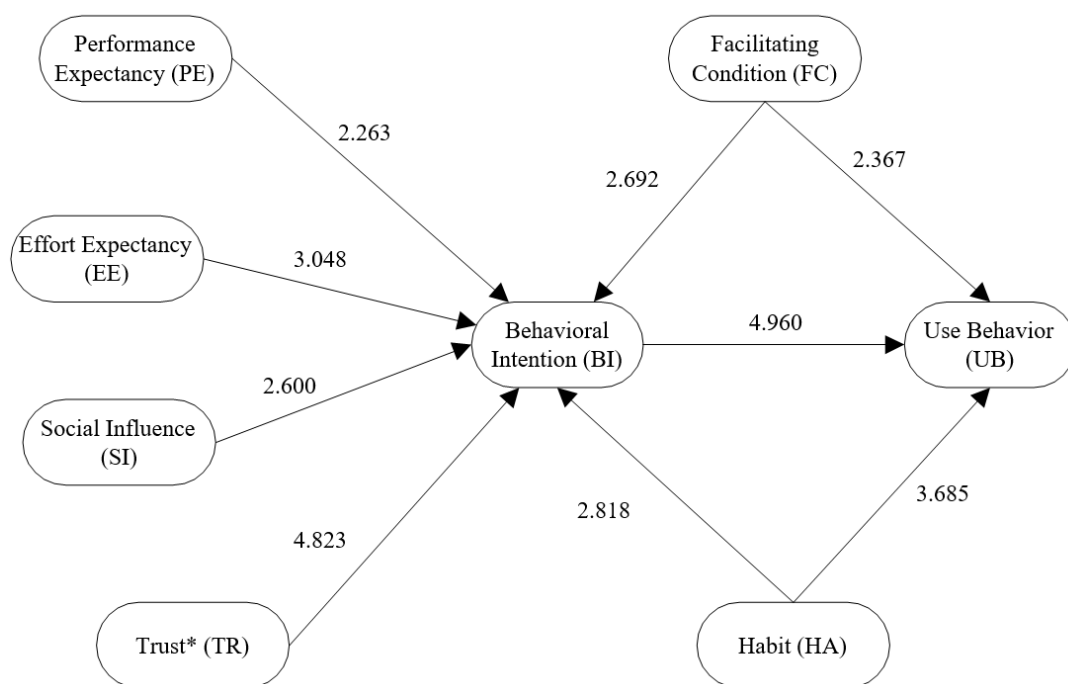 Performance
Expectancy (PE)
Facilitating
Condition (FC)
2.263
2.367
2.692
Effort Expectancy
(EE)
3.048
Behavioral
Intention (BI)
4.960
Use Behavior
(UB)
2.600
Social Influence
(SI)
4.823
2.818
3.685
Trust* (TR)
Habit (HA)